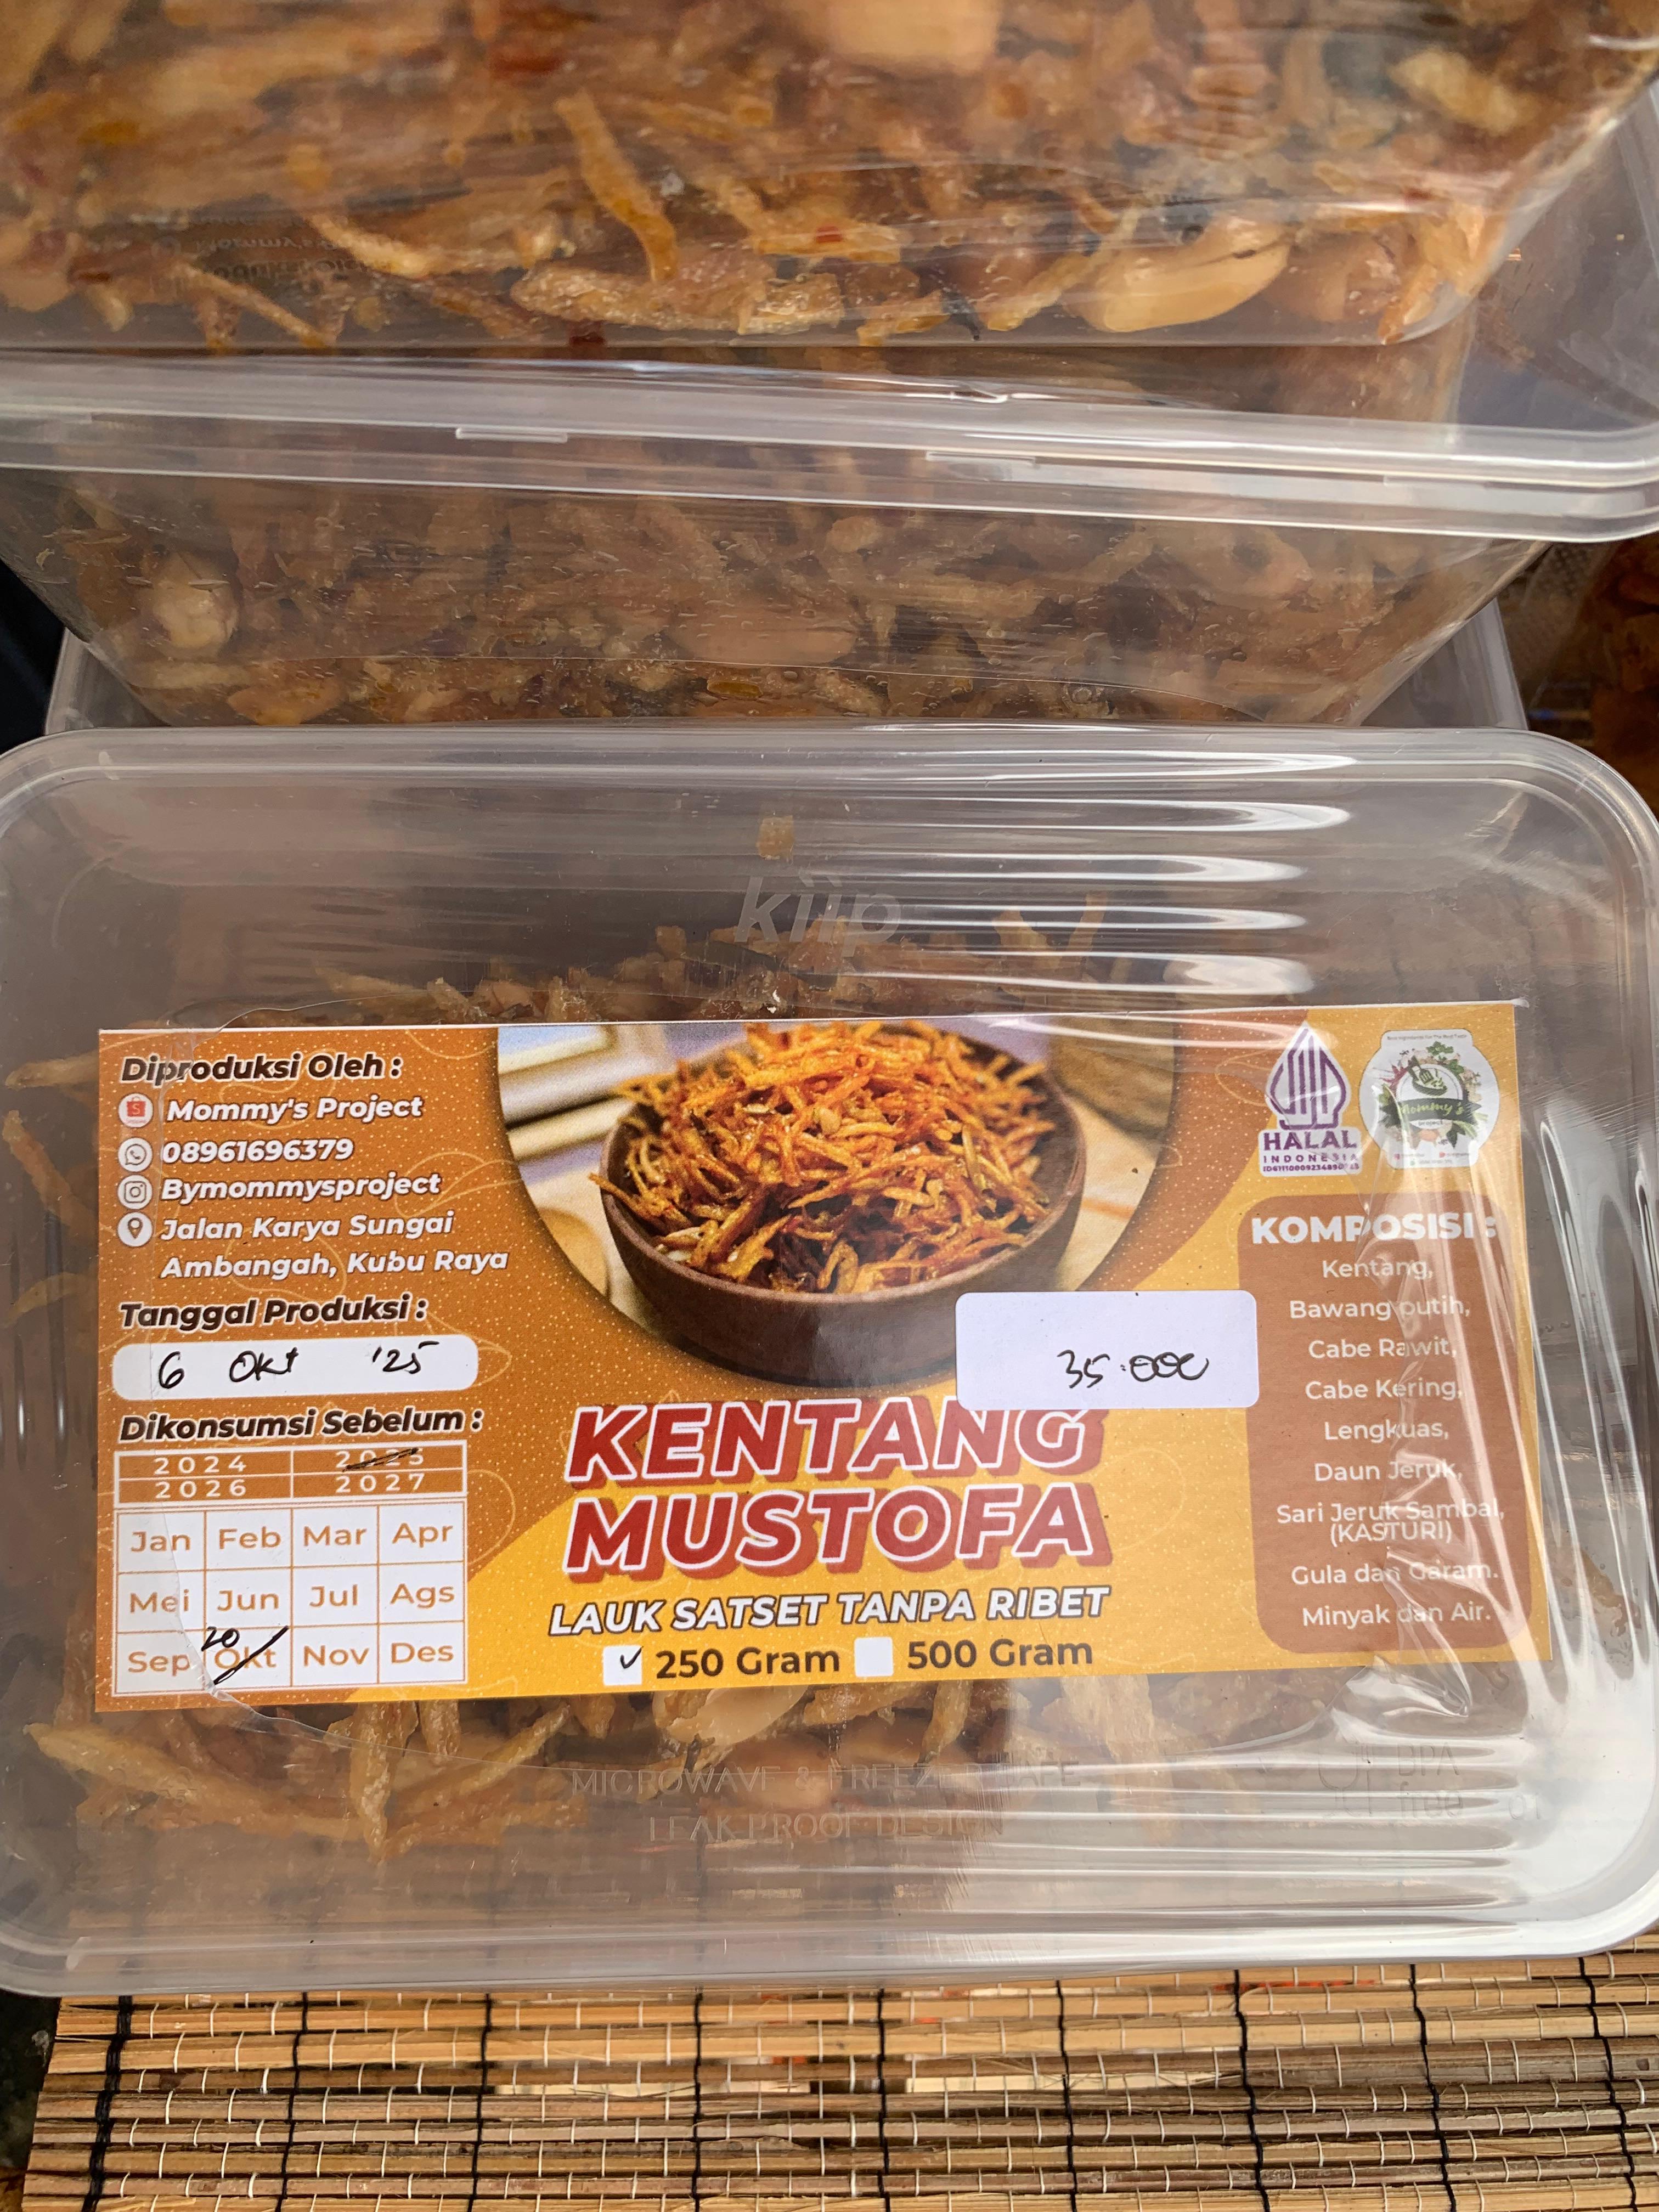 kiip
Diproduksi Oleh :
Mommy's Project
08961696379
Bymommysproject
Jalan Karya Sungai
Ambangah, Kubu Raya
Tanggal Produksi :
6 Okt '25
Dikonsumsi Sebelum :
2024 2025
2026 2027
Jan Feb Mar Apr
Mei Jun Jul Ags
20
Sep Okt Nov Des
35.000
KENTANG
MUSTOFA
LAUK SATSET TANPA RIBET
250 Gram 500 Gram
HALAL
INDONESIA
Mommy's
KOMPOSISI :
Kentang,
Bawang putih,
Cabe Rawit,
Cabe Kering,
Lengkuas,
Daun Jeruk,
Sari Jeruk Sambal,
(KASTURI)
Gula dan Garam.
Minyak dan Air.
MICROWAVE & FREEZER SAFE
LEAK PROOF DESIGN
BPA
free